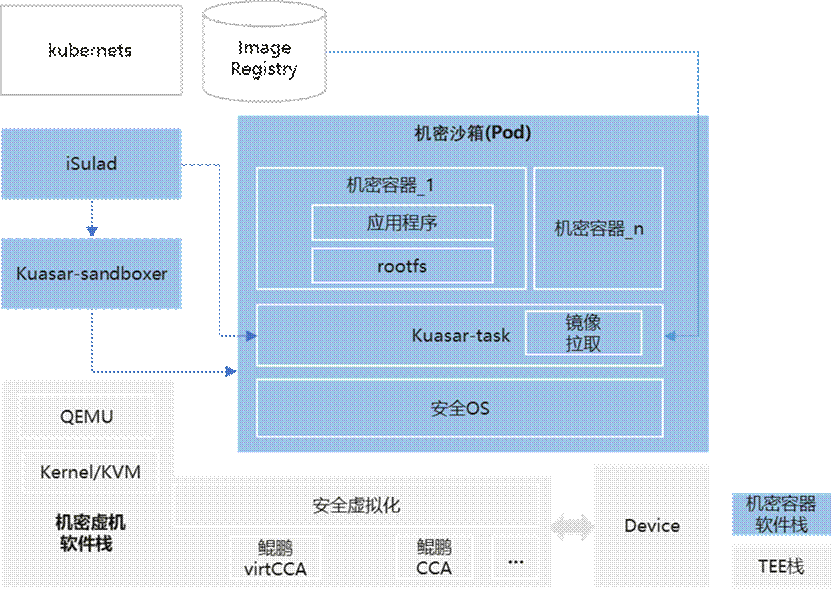 kubernets
Image
Registry
机密沙箱(Pod)
iSulad
机密容器_1
应用程序
rootfs
机密容器_n
Kuasar-sandboxer
Kuasar-task
镜像
拉取
安全OS
QEMU
Kernel/KVM
机密虚机
软件栈
安全虚拟化
鲲鹏
virtCCA
鲲鹏
CCA
...
Device
机密容器
软件栈
TEE栈